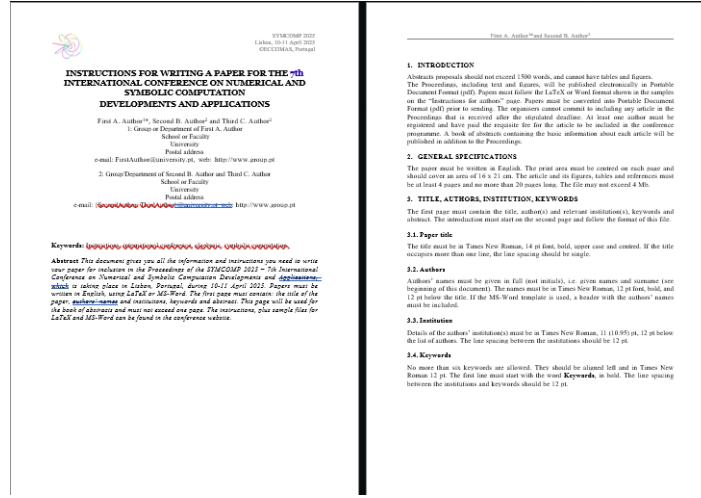 SYMCOMP 2025
Lisbon, 10-11 April 2025
©ECCOMAS, Portugal
INSTRUCTIONS FOR WRITING A PAPER FOR THE 7th
INTERNATIONAL CONFERENCE ON NUMERICAL AND
SYMBOLIC COMPUTATION
DEVELOPMENTS AND APPLICATIONS
First A. Author¹*, Second B. Author² and Third C. Author²
1: Group or Department of First A. Author
School or Faculty
University
Postal address
e-mail: FirstAuthor@university.pt, web: http://www.group.pt
2: Group/Department of Second B. Author and Third C. Author
School or Faculty
University
Postal address
e-mail: {SecondAuthor,ThirdAuthor}@university.pt web: http://www.group.pt
Keywords: Instructions, international conference, symbolic computation
Abstract This document gives you all the information and instructions you need to write
your paper for inclusion in the Proceedings of the SYMCOMP 2025 – 7th International
Conference on Numerical and Symbolic Computation Developments and Applications,
which is taking place in Lisbon, Portugal, during 10-11 April 2025. Papers must be
written in English, using LaTeX or MS-Word. The first page must contain: the title of the
paper, authors' names and institutions, keywords and abstract. This page will be used for
the book of abstracts and must not exceed one page. The instructions, plus sample files for
LaTeX and MS-Word can be found in the conference website.
First A. Author¹* and Second B. Author²
1. INTRODUCTION
Abstracts proposals should not exceed 1500 words, and cannot have tables and figures.
The Proceedings, including text and figures, will be published electronically in Portable
Document Format (pdf). Papers must follow the LaTeX or Word format shown in the samples
on the "Instructions for authors" page. Papers must be converted into Portable Document
Format (pdf) prior to sending. The organisers cannot commit to including any article in the
Proceedings that is received after the stipulated deadline. At least one author must be
registered and have paid the requisite fee for the article to be included in the conference
programme. A book of abstracts containing the basic information about each article will be
published in addition to the Proceedings.
2. GENERAL SPECIFICATIONS
The paper must be written in English. The print area must be centred on each page and
should cover an area of 16 x 21 cm. The article and its figures, tables and references must
be at least 4 pages and no more than 20 pages long. The file may not exceed 4 Mb.
3. TITLE, AUTHORS, INSTITUTION, KEYWORDS
The first page must contain the title, author(s) and relevant institution(s), keywords and
abstract. The introduction must start on the second page and follow the format of this file.
3.1. Paper title
The title must be in Times New Roman, 14 pt font, bold, upper case and centred. If the title
occupies more than one line, the line spacing should be single.
3.2. Authors
Authors' names must be given in full (not initials), i.e. given names and surname (see
beginning of this document). The names must be in Times New Roman, 12 pt font, bold, and
12 pt below the title. If the MS-Word template is used, a header with the authors' names
must be included.
3.3. Institution
Details of the authors' institution(s) must be in Times New Roman, 11 (10.95) pt, 12 pt below
the list of authors. The line spacing between the institutions should be 12 pt.
3.4. Keywords
No more than six keywords are allowed. They should be aligned left and in Times New
Roman 12 pt. The first line must start with the word Keywords, in bold. The line spacing
between the institutions and keywords should be 12 pt.